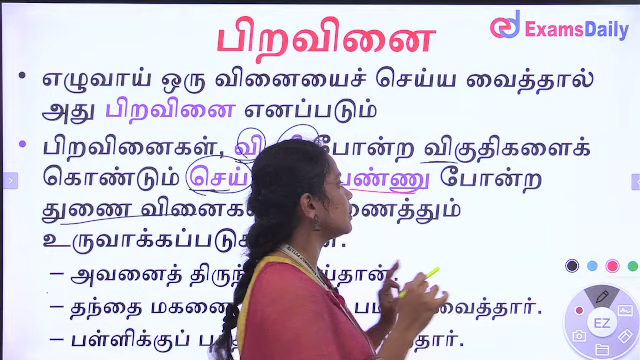 ExamsDaily
பிறவினை
• எழுவாய் ஒரு வினையைச் செய்ய வைத்தால்
அது பிறவினை எனப்படும்
• பிறவினைகள், வி போன்ற விகுதிகளைக்
கொண்டும் செய் பண்ணு போன்ற
துணை வினைக
உருவாக்கப்படு
– அவனைத்
– தந்தை வைத்தார்.
– பள்ளிக்குப்
EZ